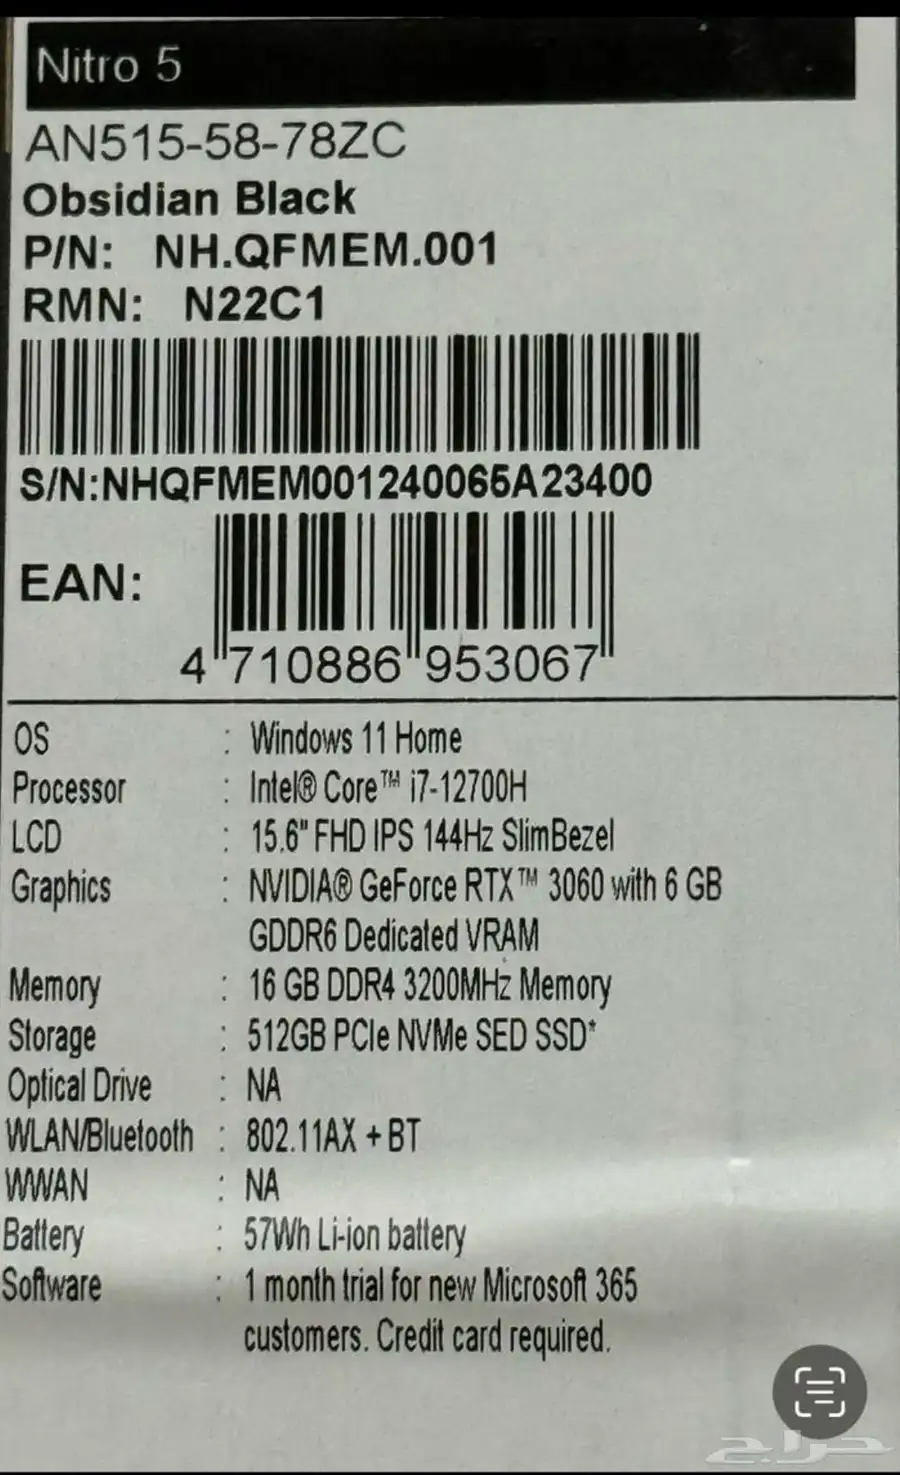 Nitro 5
AN515-58-78ZC
Obsidian Black
P/N: NH.QFMEM.001
RMN: N22C1
S/N:NHQFMEM001240065A23400
EAN:
4 710886 953067
OS : Windows 11 Home
Processor : Intel® Core™ i7-12700H
LCD : 15.6" FHD IPS 144Hz SlimBezel
Graphics : NVIDIA® GeForce RTX™ 3060 with 6 GB
GDDR6 Dedicated VRAM
Memory : 16 GB DDR4 3200MHz Memory
Storage : 512GB PCIe NVMe SED SSD*
Optical Drive : NA
WLAN/Bluetooth : 802.11AX + BT
WWAN : NA
Battery : 57Wh Li-ion battery
Software : 1 month trial for new Microsoft 365
customers. Credit card required.
حراج